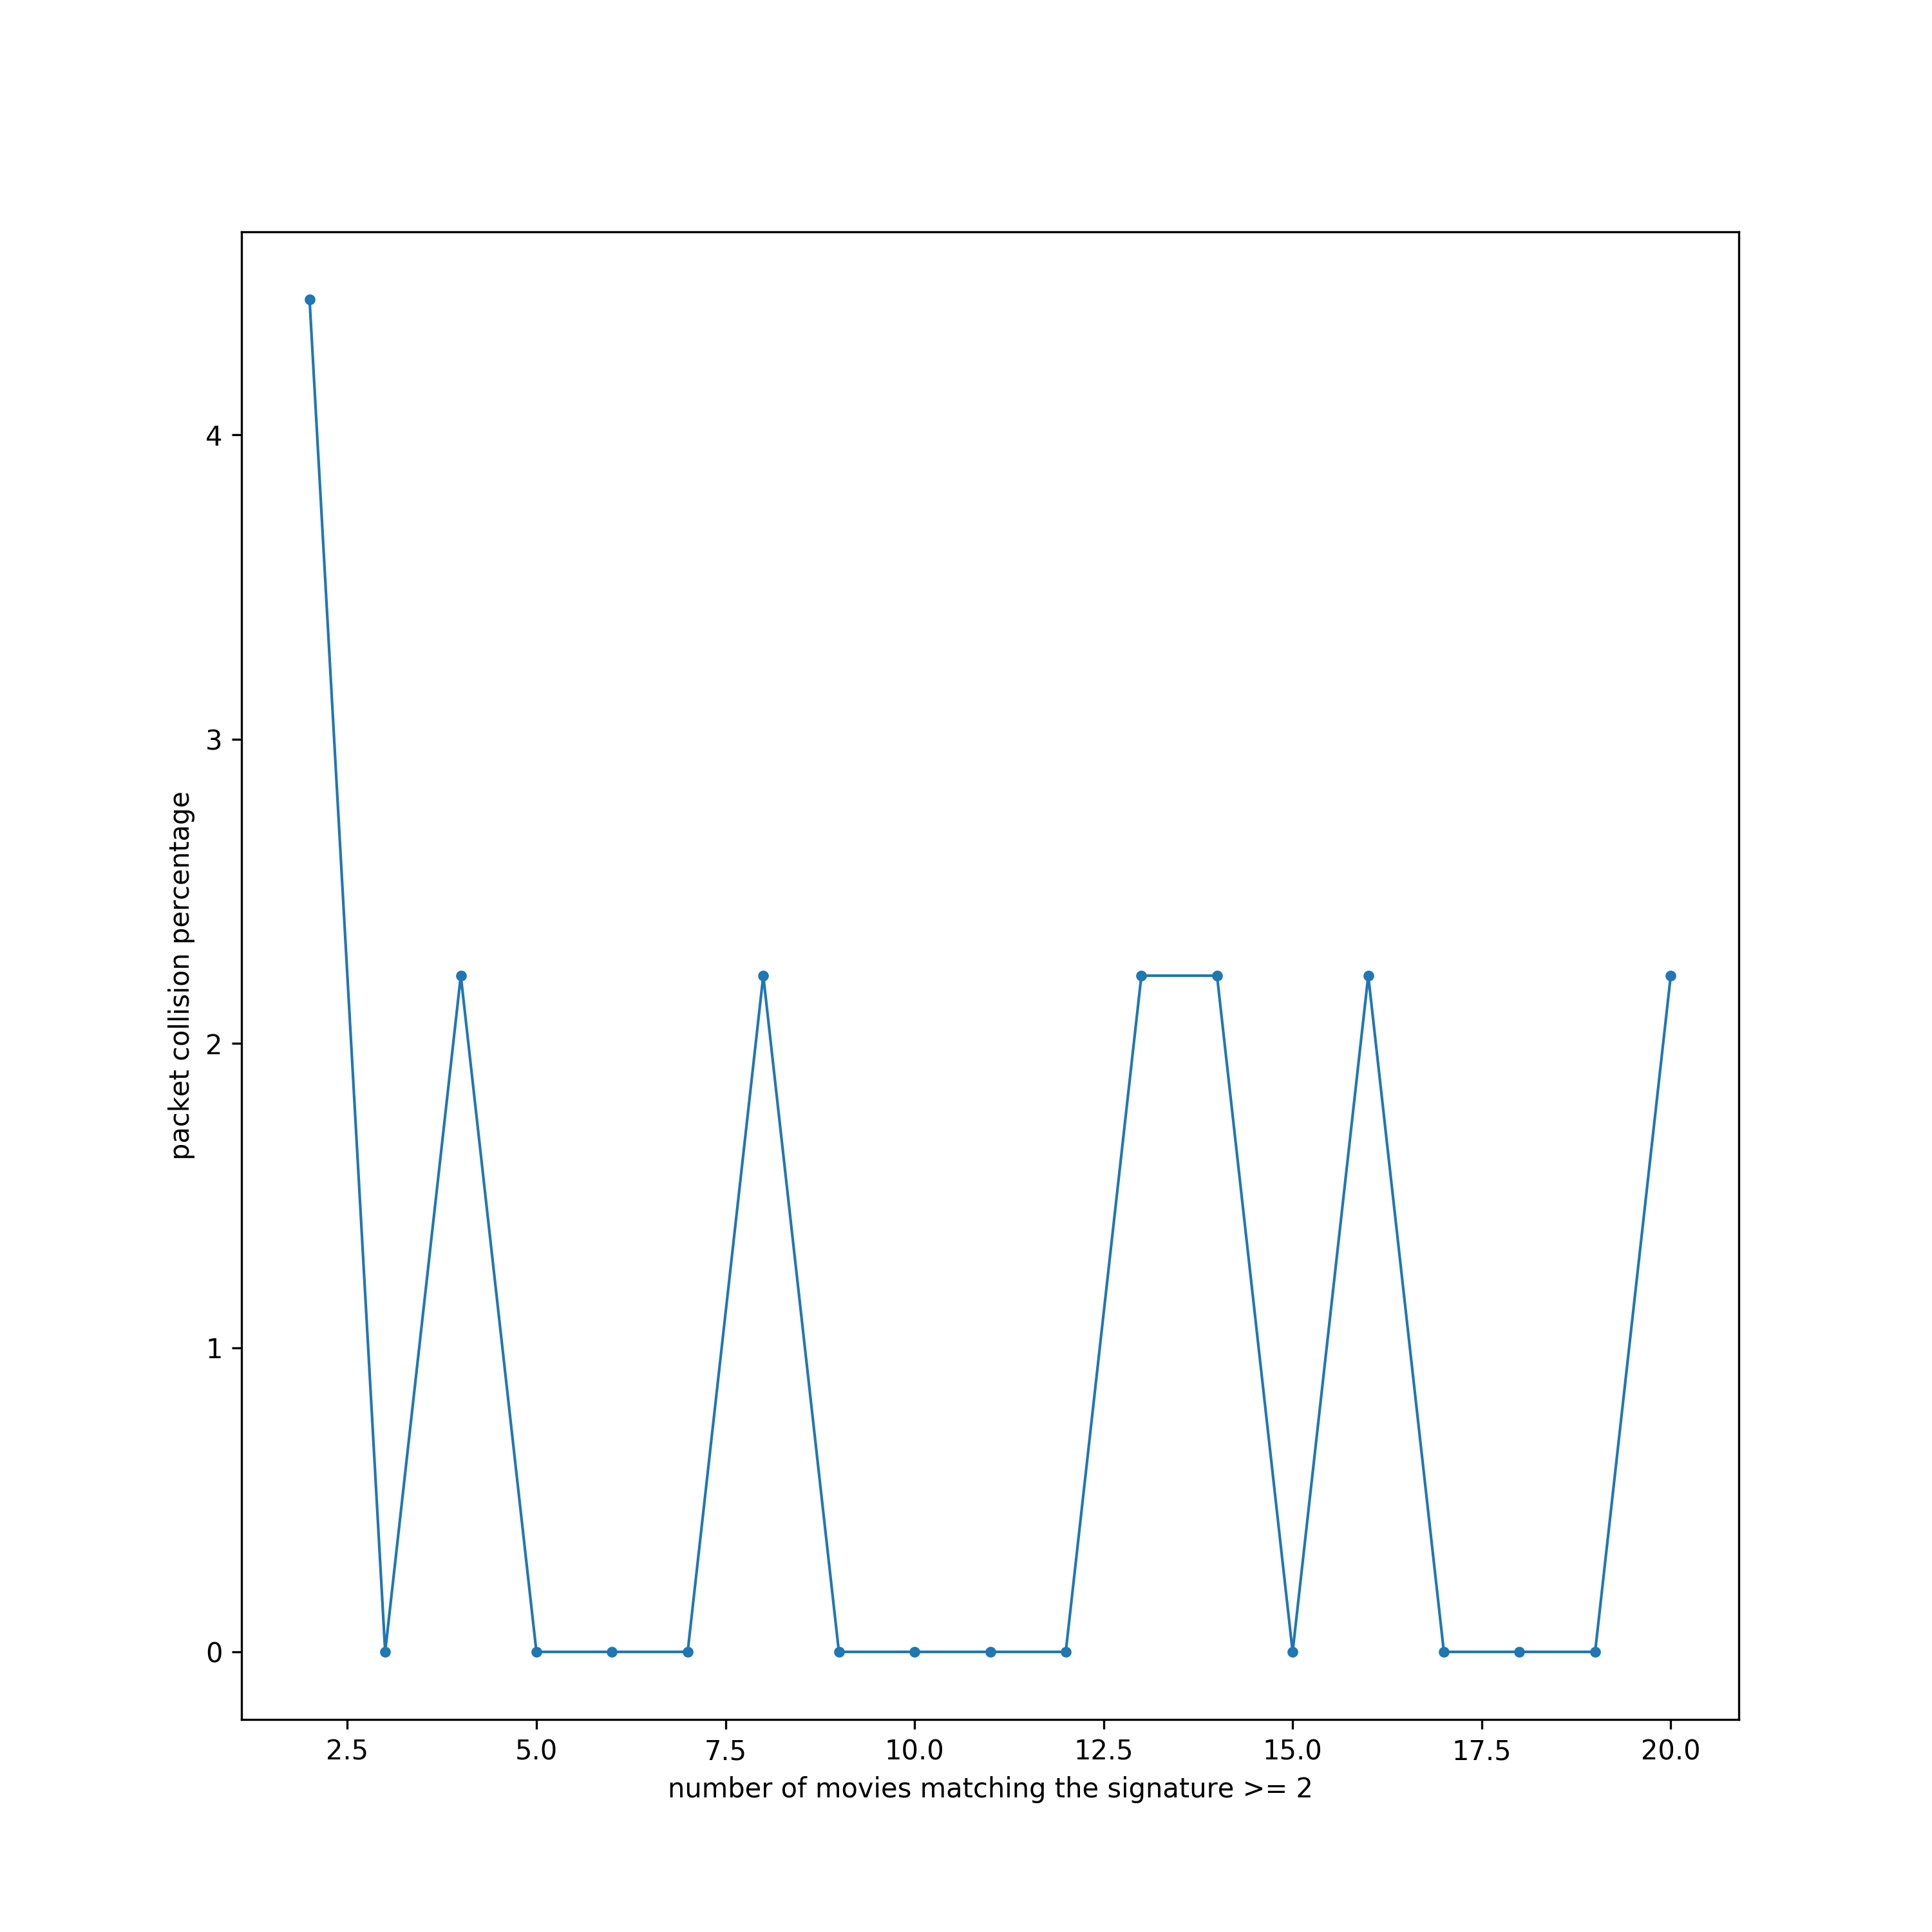 4
3
2
1
0
packet collision percentage
2.5 5.0 7.5 10.0 12.5 15.0 17.5 20.0
number of movies matching the signature >= 2